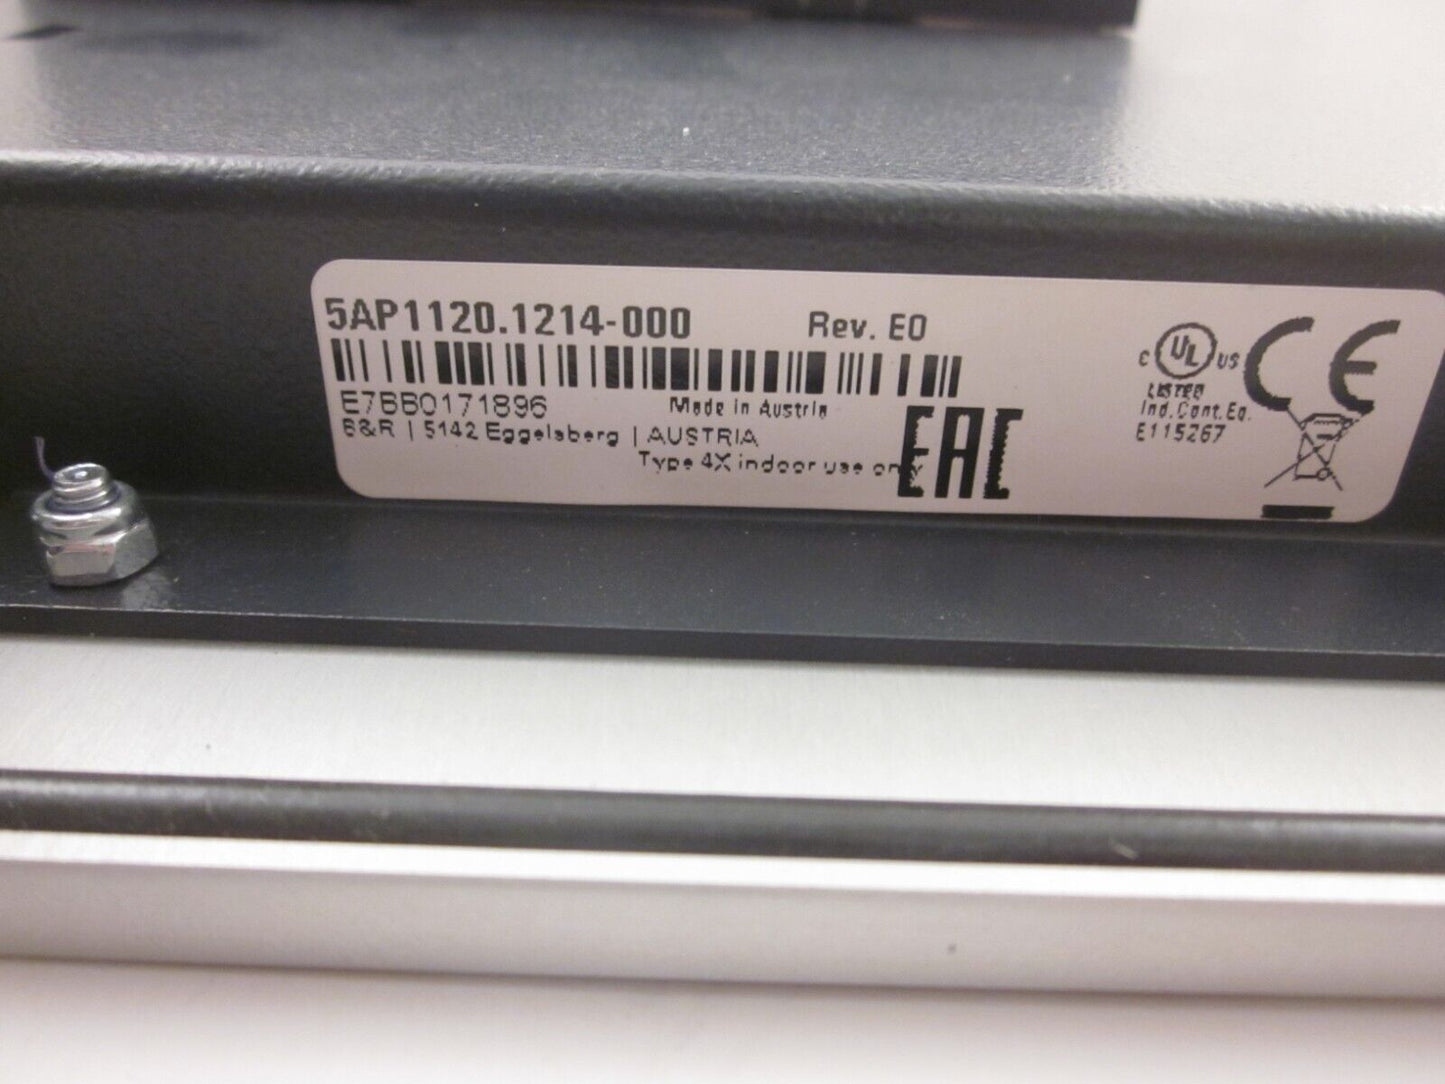 5AP1120.1214-000 Rev. E0
E7BB0171896 Made in Austria
B&R | 5142 Eggelsberg | AUSTRIA
Type 4X indoor use only
EAC
c UL US
LISTED
Ind.Cont.Eq.
E115267
CE